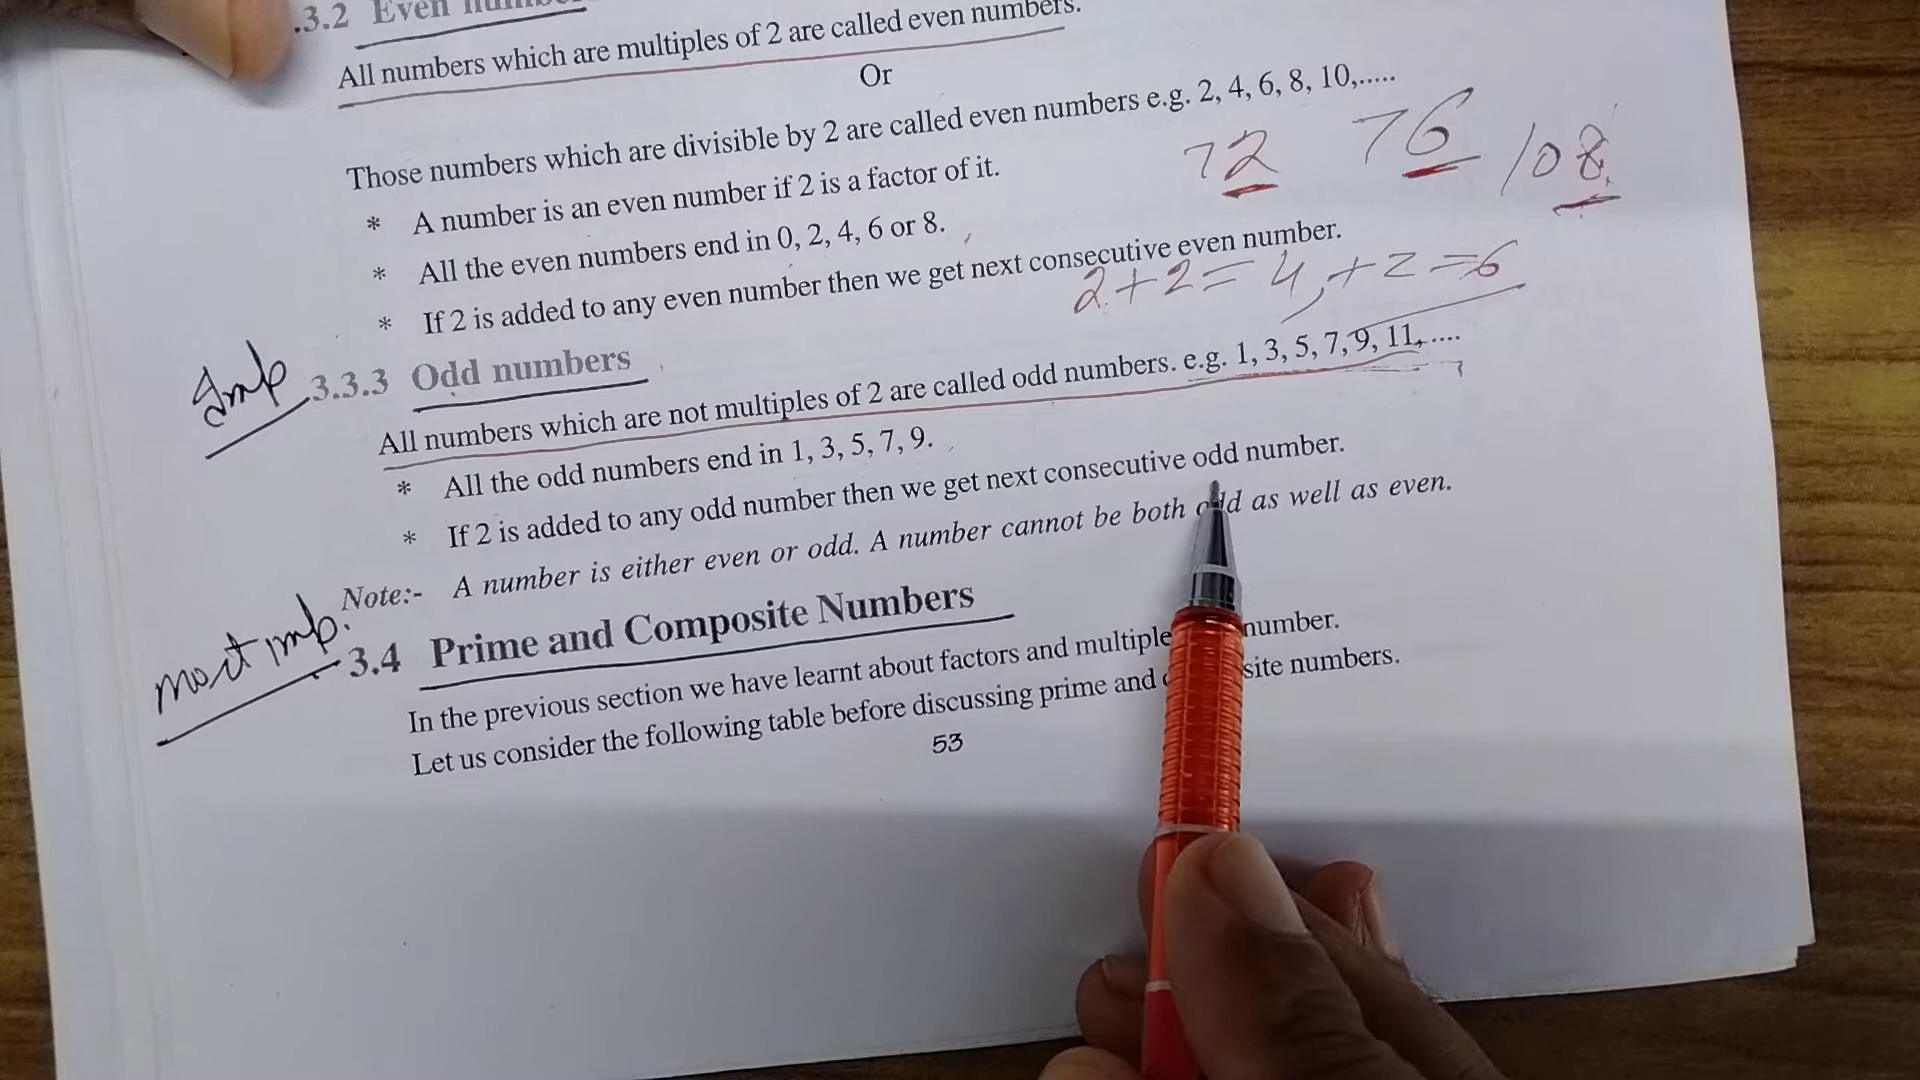 .3.2 Even
All numbers which are multiples of 2 are called even numbers.
Or
Those numbers which are divisible by 2 are called even numbers e.g. 2, 4, 6, 8, 10,.....
72 76 108
* A number is an even number if 2 is a factor of it.
* All the even numbers end in 0, 2, 4, 6 or 8.
* If 2 is added to any even number then we get next consecutive even number.
2+2=4, +2=6
Imp
3.3.3 Odd numbers
All numbers which are not multiples of 2 are called odd numbers. e.g. 1, 3, 5, 7, 9, 11, ....
* All the odd numbers end in 1, 3, 5, 7, 9.
* If 2 is added to any odd number then we get next consecutive odd number.
Note:- A number is either even or odd. A number cannot be both odd as well as even.
most imp.
3.4 Prime and Composite Numbers
In the previous section we have learnt about factors and multiple number.
Let us consider the following table before discussing prime and site numbers.
53